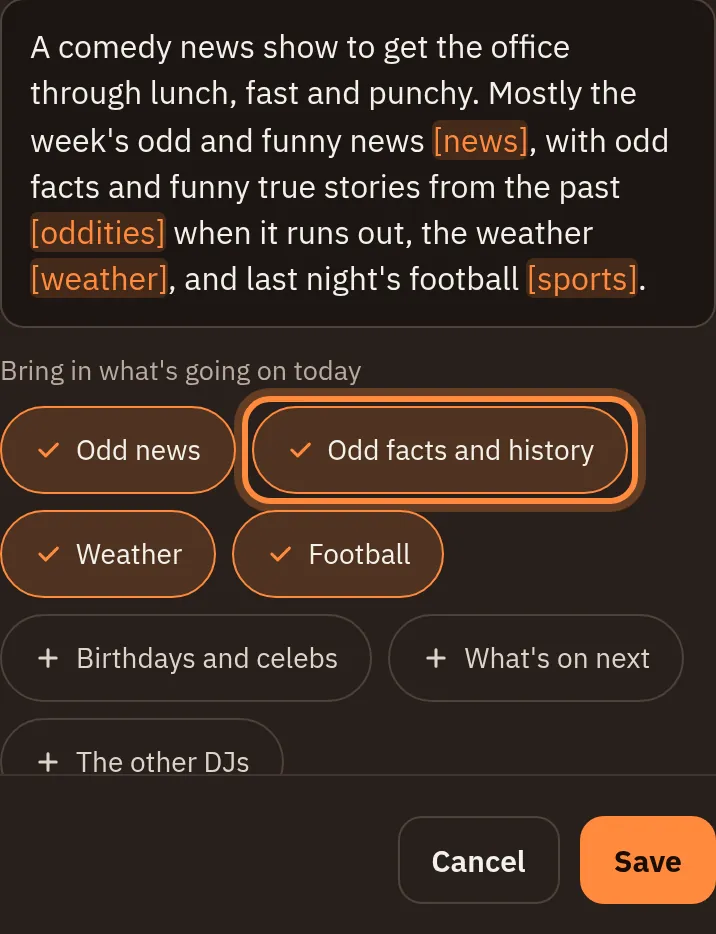 A comedy news show to get the office
through lunch, fast and punchy. Mostly the
week's odd and funny news [news], with odd
facts and funny true stories from the past
[oddities] when it runs out, the weather
[weather], and last night's football [sports].
Bring in what's going on today
Odd news
Odd facts and history
Weather
Football
Birthdays and celebs
What's on next
The other DJs
Cancel
Save